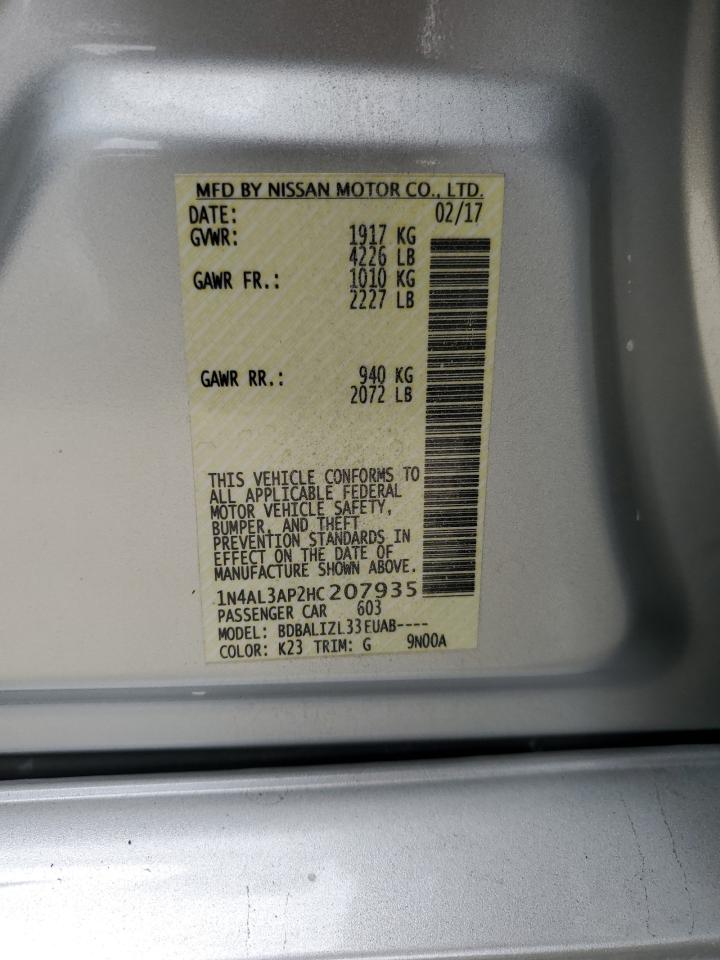 MFD BY NISSAN MOTOR CO., LTD.
DATE: 02/17
GVWR: 1917 KG
4226 LB
GAWR FR.: 1010 KG
2227 LB
GAWR RR.: 940 KG
2072 LB
THIS VEHICLE CONFORMS TO
ALL APPLICABLE FEDERAL
MOTOR VEHICLE SAFETY,
BUMPER, AND THEFT
PREVENTION STANDARDS IN
EFFECT ON THE DATE OF
MANUFACTURE SHOWN ABOVE.
1N4AL3AP2HC207935
PASSENGER CAR 603
MODEL: BDBALIZL33EUAB----
COLOR: K23 TRIM: G 9N00A